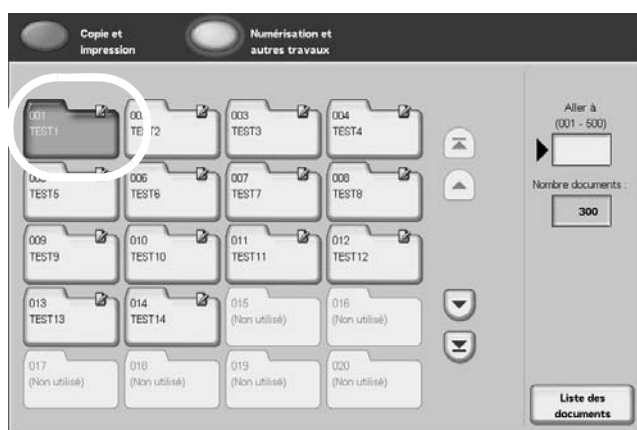 Copie et
impression
Numérisation et
autres travaux
001
TEST1
002
TEST2
003
TEST3
004
TEST4
005
TEST5
006
TEST6
007
TEST7
008
TEST8
009
TEST9
010
TEST10
011
TEST11
012
TEST12
013
TEST13
014
TEST14
015
(Non utilisé)
016
(Non utilisé)
017
(Non utilisé)
018
(Non utilisé)
019
(Non utilisé)
020
(Non utilisé)
Aller à
(001 - 500)
Nombre documents :
300
Liste des
documents